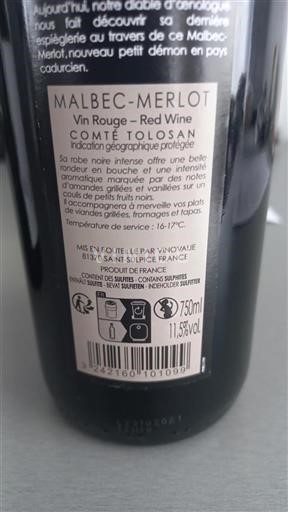 Aujourd'hui, notre diable d'œnologue
nous fait découvrir sa dernière
espièglerie au travers de ce Malbec-
Merlot, nouveau petit démon en pays
cadurcien.
MALBEC-MERLOT
Vin Rouge – Red Wine
COMTÉ TOLOSAN
Indication géographique protégée
Sa robe noire intense offre une belle
rondeur en bouche et une intensité
aromatique marquée par des notes
d'amandes grillées et vanillées sur un
coulis de petits fruits noirs.
Il accompagnera à merveille vos plats
de viandes grillées, fromages et tapas.
Température de service : 16-17°C.
MIS EN BOUTEILLE PAR VINOVALIE
81370 SAINT-SULPICE FRANCE
PRODUIT DE FRANCE
CONTIENT DES SULFITES - CONTAINS SULPHITES
ENTHÄLT SULFITE - BEVAT SULFIETEN - INDEHOLDER SULFITTER
FR
750ml
11,5%vol.
3 242160 101099